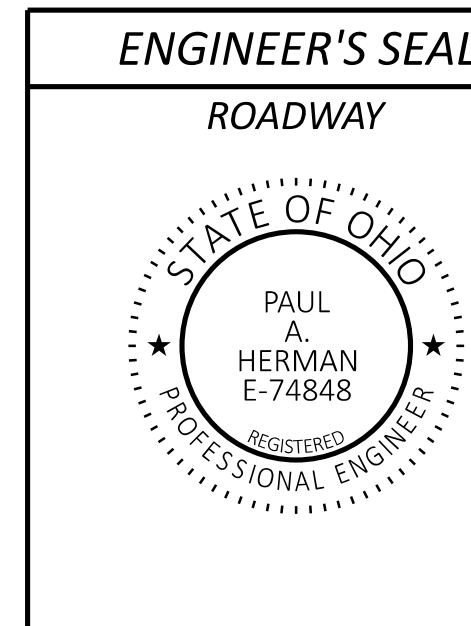 ENGINEER'S SEAL
ROADWAY
STATE OF OHIO
PAUL
A.
HERMAN
E-74848
REGISTERED
PROFESSIONAL ENGINEER